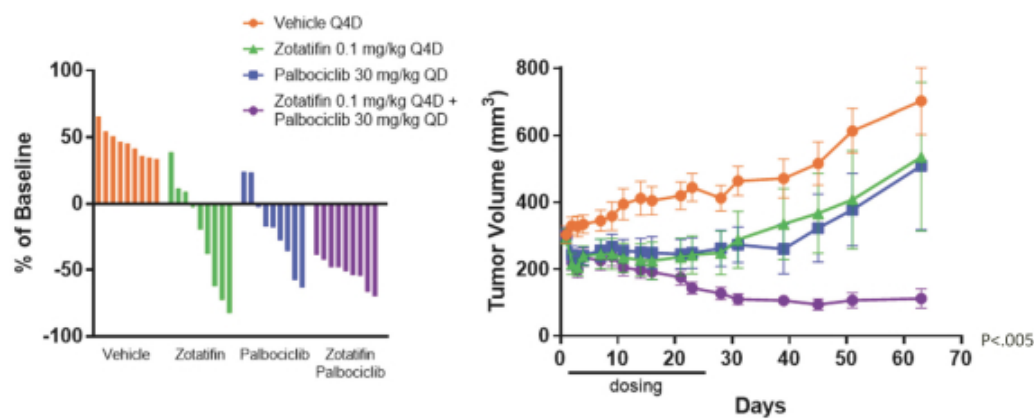 Vehicle Q4D
Zotatifin 0.1 mg/kg Q4D
Palbociclib 30 mg/kg QD
Zotatifin 0.1 mg/kg Q4D +
Palbociclib 30 mg/kg QD
% of Baseline
100
50
0
-50
-100
Vehicle
Zotatifin
Palbociclib
Zotatifin
Palbociclib
Tumor Volume (mm³)
800
600
400
200
0
0
10
20
30
40
50
60
70
dosing
Days
P<.005